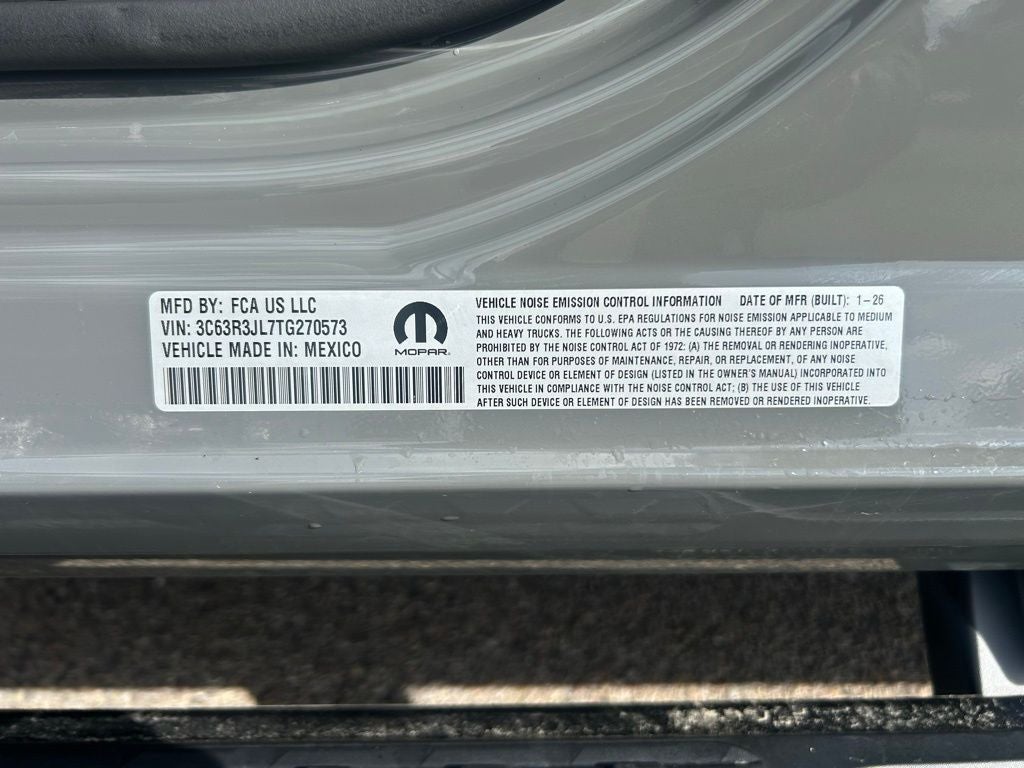 MFD BY: FCA US LLC
VIN: 3C63R3JL7TG270573
VEHICLE MADE IN: MEXICO
MOPAR
VEHICLE NOISE EMISSION CONTROL INFORMATION DATE OF MFR (BUILT): 1-26
THIS VEHICLE CONFORMS TO U.S. EPA REGULATIONS FOR NOISE EMISSION APPLICABLE TO MEDIUM
AND HEAVY TRUCKS. THE FOLLOWING ACTS OR THE CAUSING THEREOF BY ANY PERSON ARE
PROHIBITED BY THE NOISE CONTROL ACT OF 1972: (A) THE REMOVAL OR RENDERING INOPERATIVE,
OTHER THAN FOR PURPOSES OF MAINTENANCE, REPAIR, OR REPLACEMENT, OF ANY NOISE
CONTROL DEVICE OR ELEMENT OF DESIGN (LISTED IN THE OWNER'S MANUAL) INCORPORATED INTO
THIS VEHICLE IN COMPLIANCE WITH THE NOISE CONTROL ACT; (B) THE USE OF THIS VEHICLE
AFTER SUCH DEVICE OR ELEMENT OF DESIGN HAS BEEN REMOVED OR RENDERED INOPERATIVE.